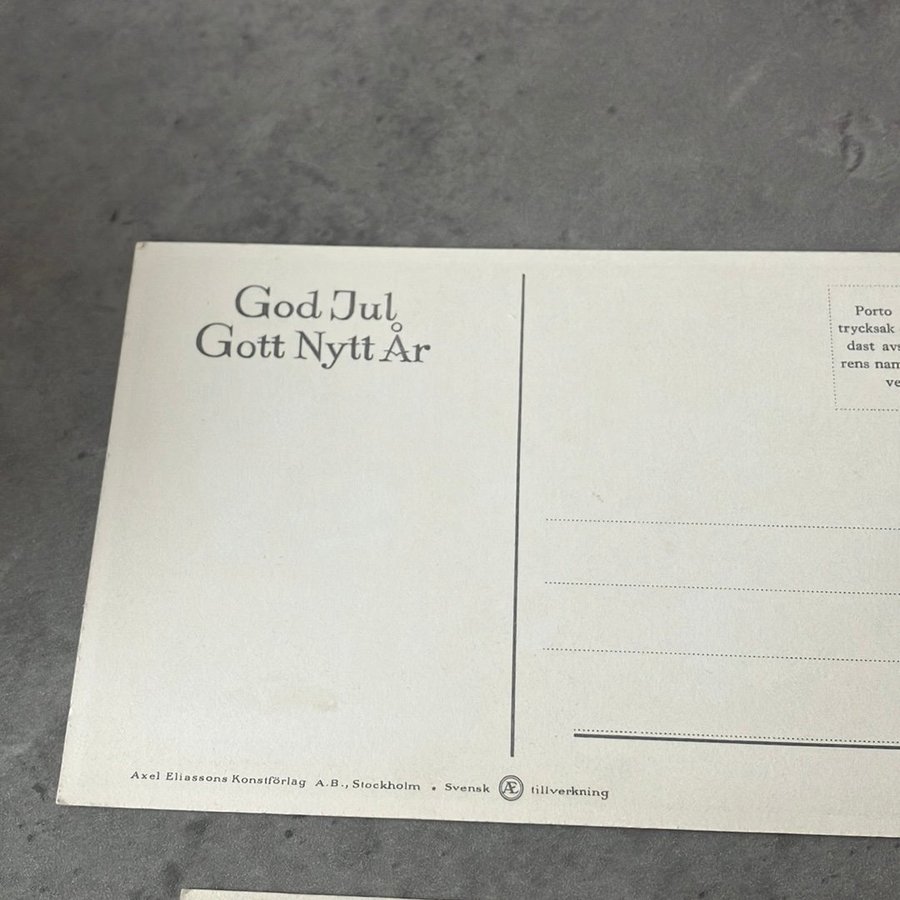 God Jul
Gott Nytt År
Porto
trycksak
dast avs
rens nam
ve
Axel Eliassons Konstförlag A.B., Stockholm • Svensk Æ tillverkning